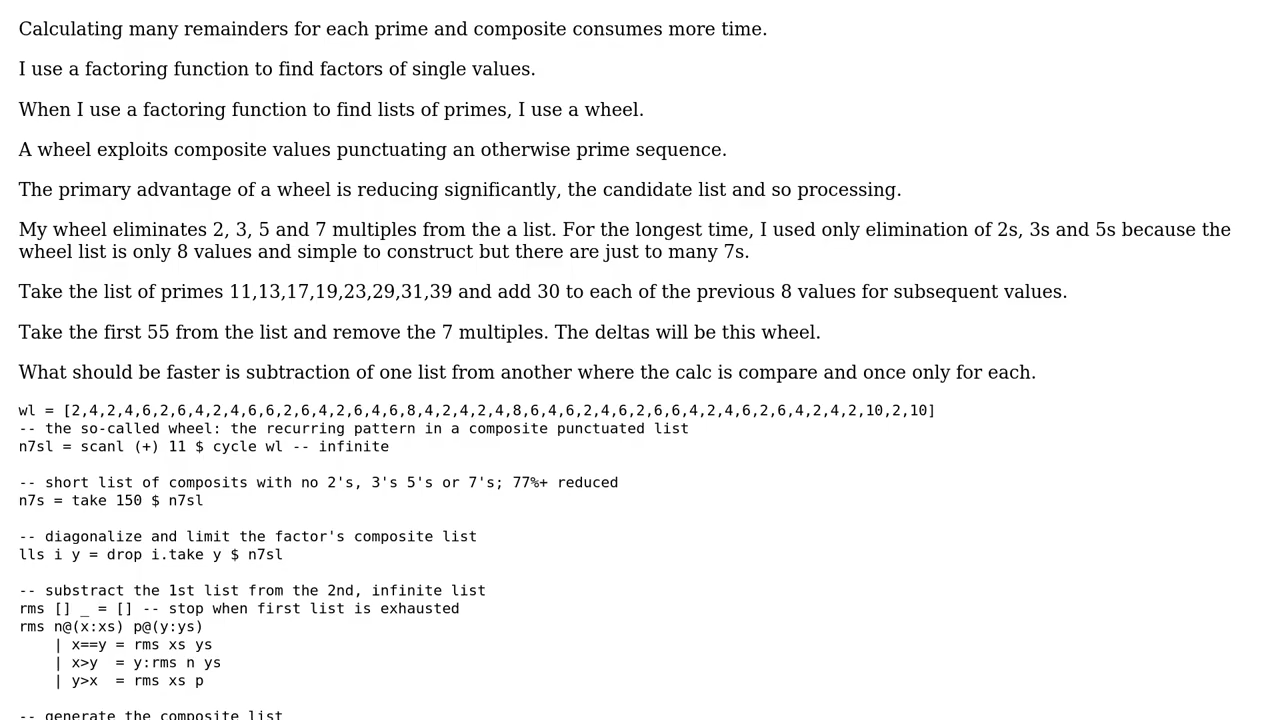 Calculating many remainders for each prime and composite consumes more time.
I use a factoring function to find factors of single values.
When I use a factoring function to find lists of primes, I use a wheel.
A wheel exploits composite values punctuating an otherwise prime sequence.
The primary advantage of a wheel is reducing significantly, the candidate list and so processing.
My wheel eliminates 2, 3, 5 and 7 multiples from the a list. For the longest time, I used only elimination of 2s, 3s and 5s because the
wheel list is only 8 values and simple to construct but there are just to many 7s.
Take the list of primes 11,13,17,19,23,29,31,39 and add 30 to each of the previous 8 values for subsequent values.
Take the first 55 from the list and remove the 7 multiples. The deltas will be this wheel.
What should be faster is subtraction of one list from another where the calc is compare and once only for each.
wl = [2,4,2,4,6,2,6,4,2,4,6,6,2,6,4,2,6,4,6,8,4,2,4,2,4,8,6,4,6,2,4,6,2,6,6,4,2,4,6,2,6,4,2,4,2,10,2,10]
-- the so-called wheel: the recurring pattern in a composite punctuated list
n7sl = scanl (+) 11 $ cycle wl -- infinite
-- short list of composites with no 2's, 3's 5's or 7's; 77%+ reduced
n7s = take 150 $ n7sl
-- diagonalize and limit the factor's composite list
lls i y = drop i.take y $ n7sl
-- substract the 1st list from the 2nd, infinite list
rms [] _ = [] -- stop when first list is exhausted
rms n@(x:xs) p@(y:ys)
    | x==y = rms xs ys
    | x>y  = y:rms n ys
    | y>x  = rms xs p
-- generate the composite list